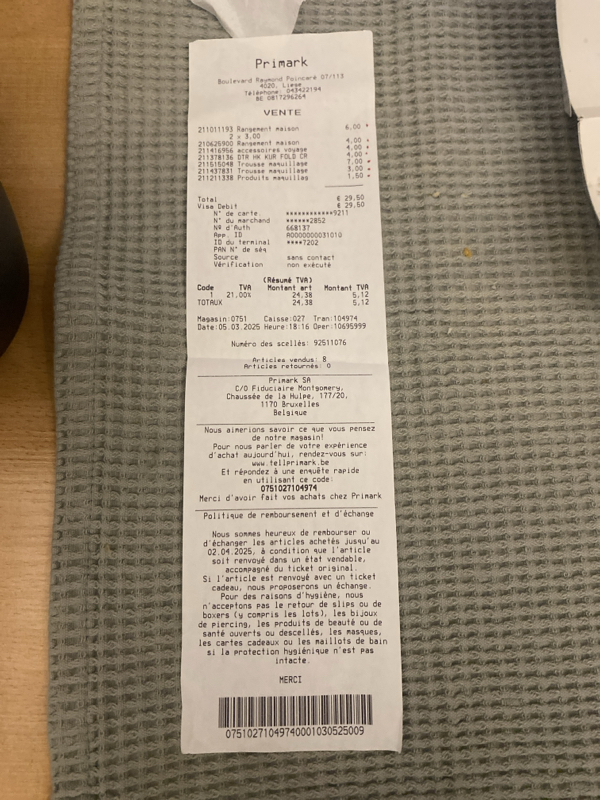 Primark
Boulevard Raymond Poincaré 07/113
4020, Liege
Téléphone: 043422194
BE 0817296264
VENTE
211011193 Rangement maison 6,00 *
2 x 3,00
210625900 Rangement maison 4,00 *
211416956 accessoires voyage 4,00 *
211378136 DTR HH KUR FOLD CR 4,00 *
211515048 Trousse maquillage 7,00 *
211437831 Trousse maquillage 3,00 *
211211338 Produits maquillag 1,50 *
Total € 29,50
Visa Debit € 29,50
N° de carte. ************9211
N° du marchand ******2852
Nº d'Auth 668137
App. ID A0000000031010
ID du terminal ****7202
PAN N° de séq
Source sans contact
Vérification non exécuté
(Résumé TVA)
Code TVA Montant art Montant TVA
1 21,00% 24,38 5,12
TOTAUX 24,38 5,12
Magasin:0751 Caisse:027 Tran:104974
Date:05.03.2025 Heure:18:16 Oper:10695999
Numéro des scellés: 92511076
Articles vendus: 8
Articles retournés: 0
Primark SA
C/O Fiduciaire Montgomery,
Chaussée de la Hulpe, 177/20,
1170 Bruxelles
Belgique
Nous aimerions savoir ce que vous pensez
de notre magasin!
Pour nous parler de votre expérience
d'achat aujourd'hui, rendez-vous sur:
www.tellprimark.be
Et répondez à une enquête rapide
en utilisant ce code:
0751027104974
Merci d'avoir fait vos achats chez Primark
Politique de remboursement et d'échange
Nous sommes heureux de rembourser ou
d'échanger les articles achetés jusqu'au
02.04.2025, à condition que l'article
soit renvoyé dans un état vendable,
accompagné du ticket original.
Si l'article est renvoyé avec un ticket
cadeau, nous proposerons un échange.
Pour des raisons d'hygiène, nous
n'acceptons pas le retour de slips ou de
boxers (y compris les lots), les bijoux
de piercing, les produits de beauté ou de
santé ouverts ou descellés, les masques,
les cartes cadeaux ou les maillots de bain
si la protection hygiénique n'est pas
intacte.
MERCI
07510271049740001030525009